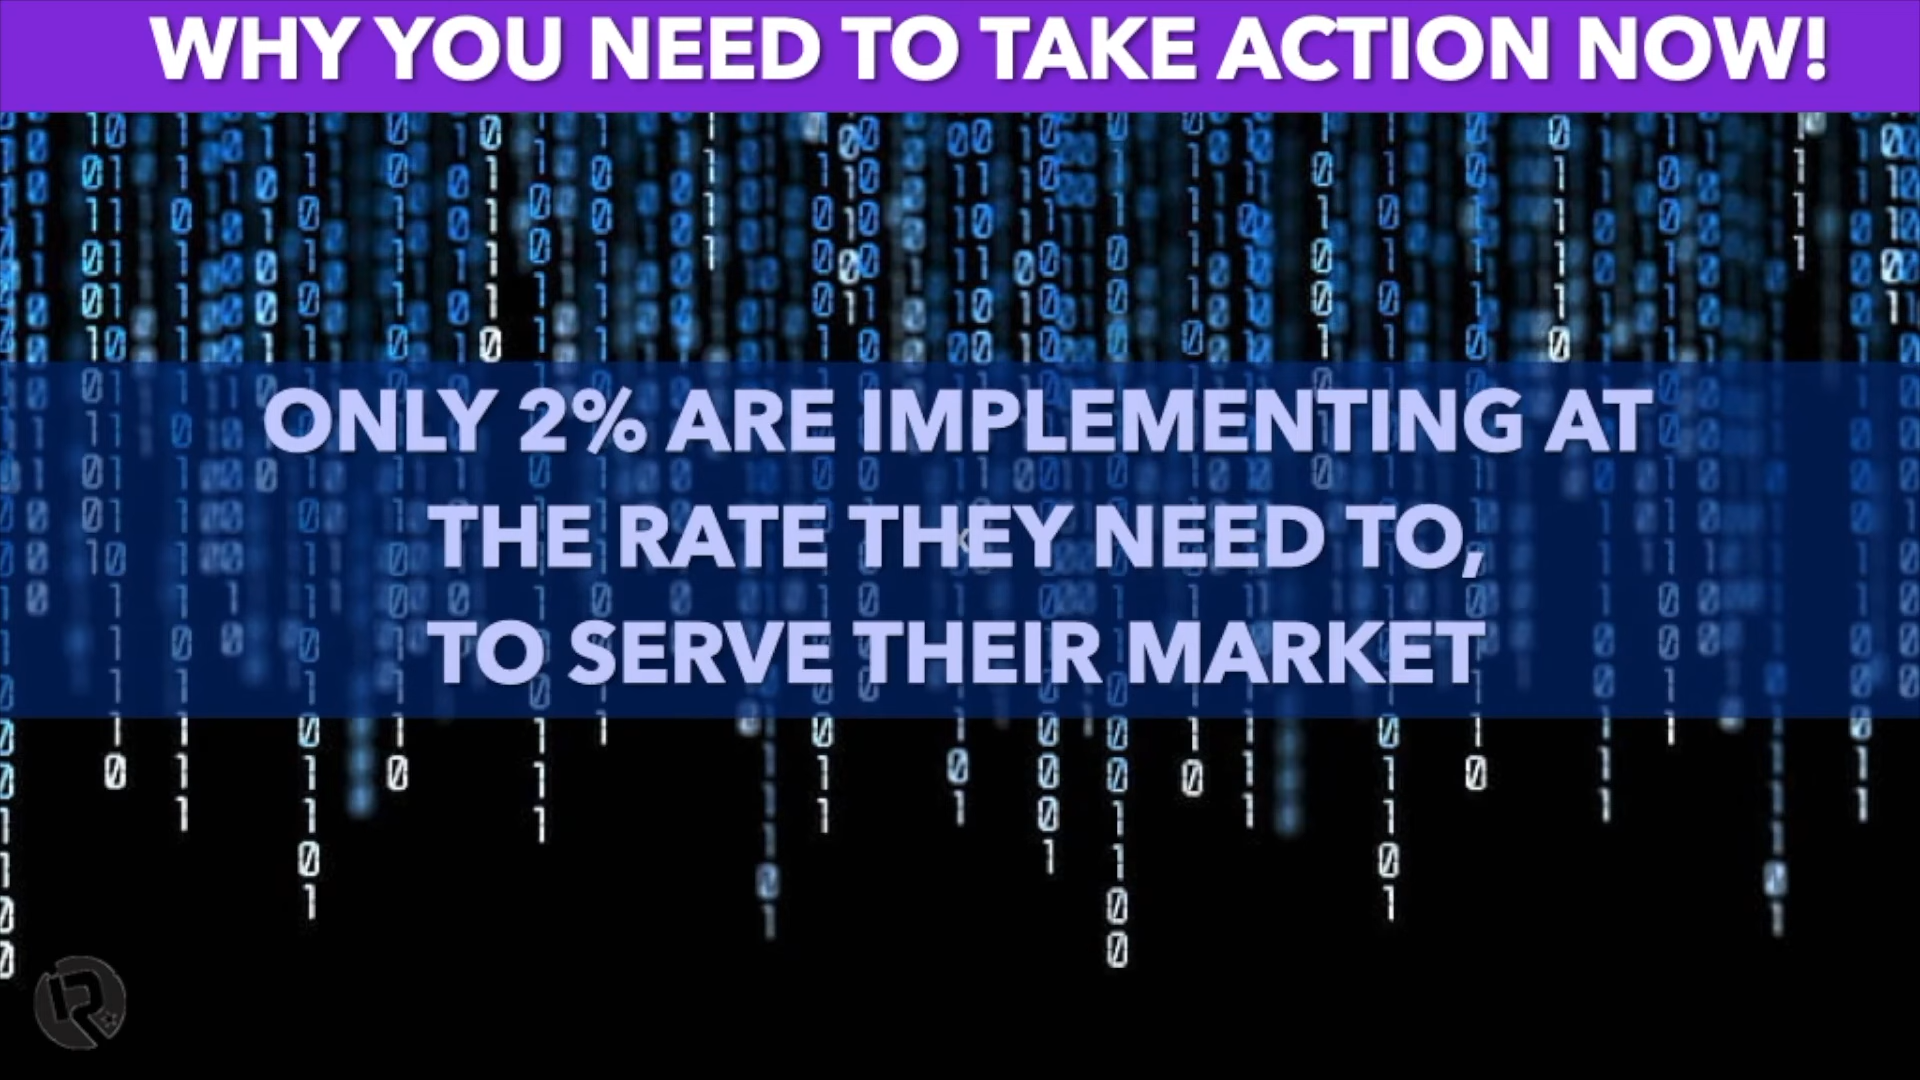 WHY YOU NEED TO TAKE ACTION NOW!
ONLY 2% ARE IMPLEMENTING AT
THE RATE THEY NEED TO,
TO SERVE THEIR MARKET